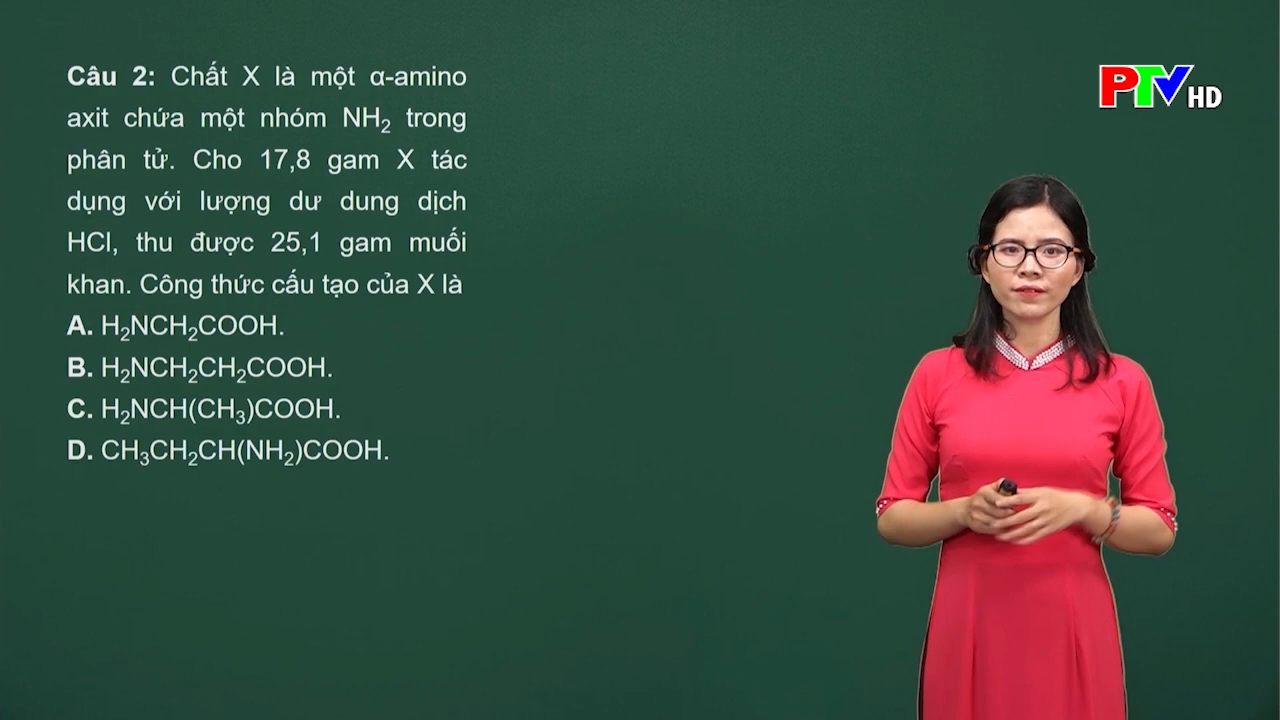 Câu 2: Chất X là một α-amino
axit chứa một nhóm NH₂ trong
phân tử. Cho 17,8 gam X tác
dụng với lượng dư dung dịch
HCl, thu được 25,1 gam muối
khan. Công thức cấu tạo của X là
A. H₂NCH₂COOH.
B. H₂NCH₂CH₂COOH.
C. H₂NCH(CH₃)COOH.
D. CH₃CH₂CH(NH₂)COOH.
PTV HD